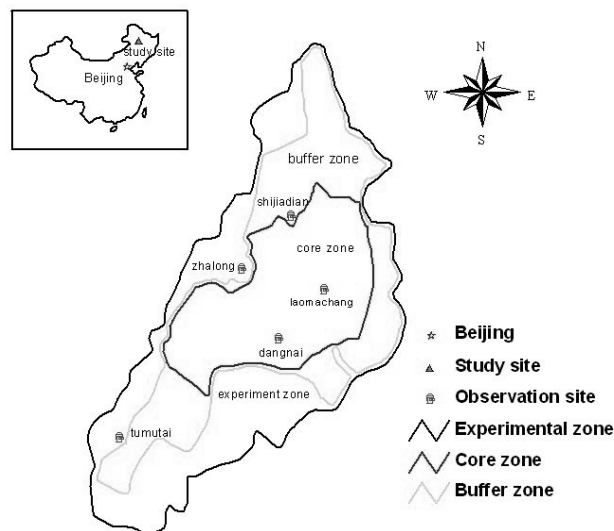 study site
Beijing
N
W
E
S
buffer zone
shijiadian
core zone
zhalong
laomachang
dangnai
experiment zone
tumutai
Beijing
Study site
Observation site
Experimental zone
Core zone
Buffer zone